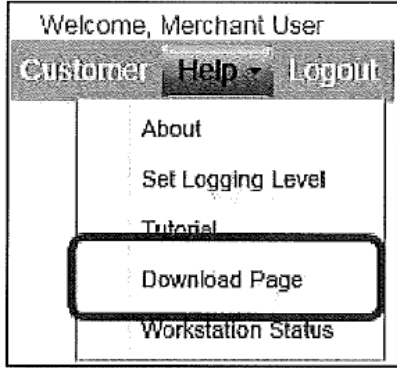 Welcome, Merchant User
Customer Help Logout
About
Set Logging Level
Tutorial
Download Page
Workstation Status